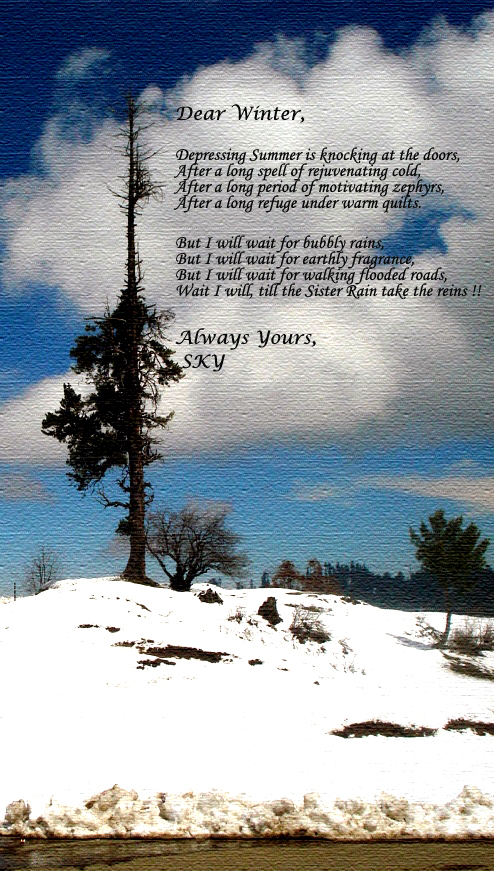 Dear Winter,
Depressing Summer is knocking at the doors,
After a long spell of rejuvenating cold,
After a long period of motivating zephyrs,
After a long refuge under warm quilts.
But I will wait for bubbly rains,
But I will wait for earthly fragrance,
But I will wait for walking flooded roads,
Wait I will, till the Sister Rain take the reins !!
Always Yours,
SKY